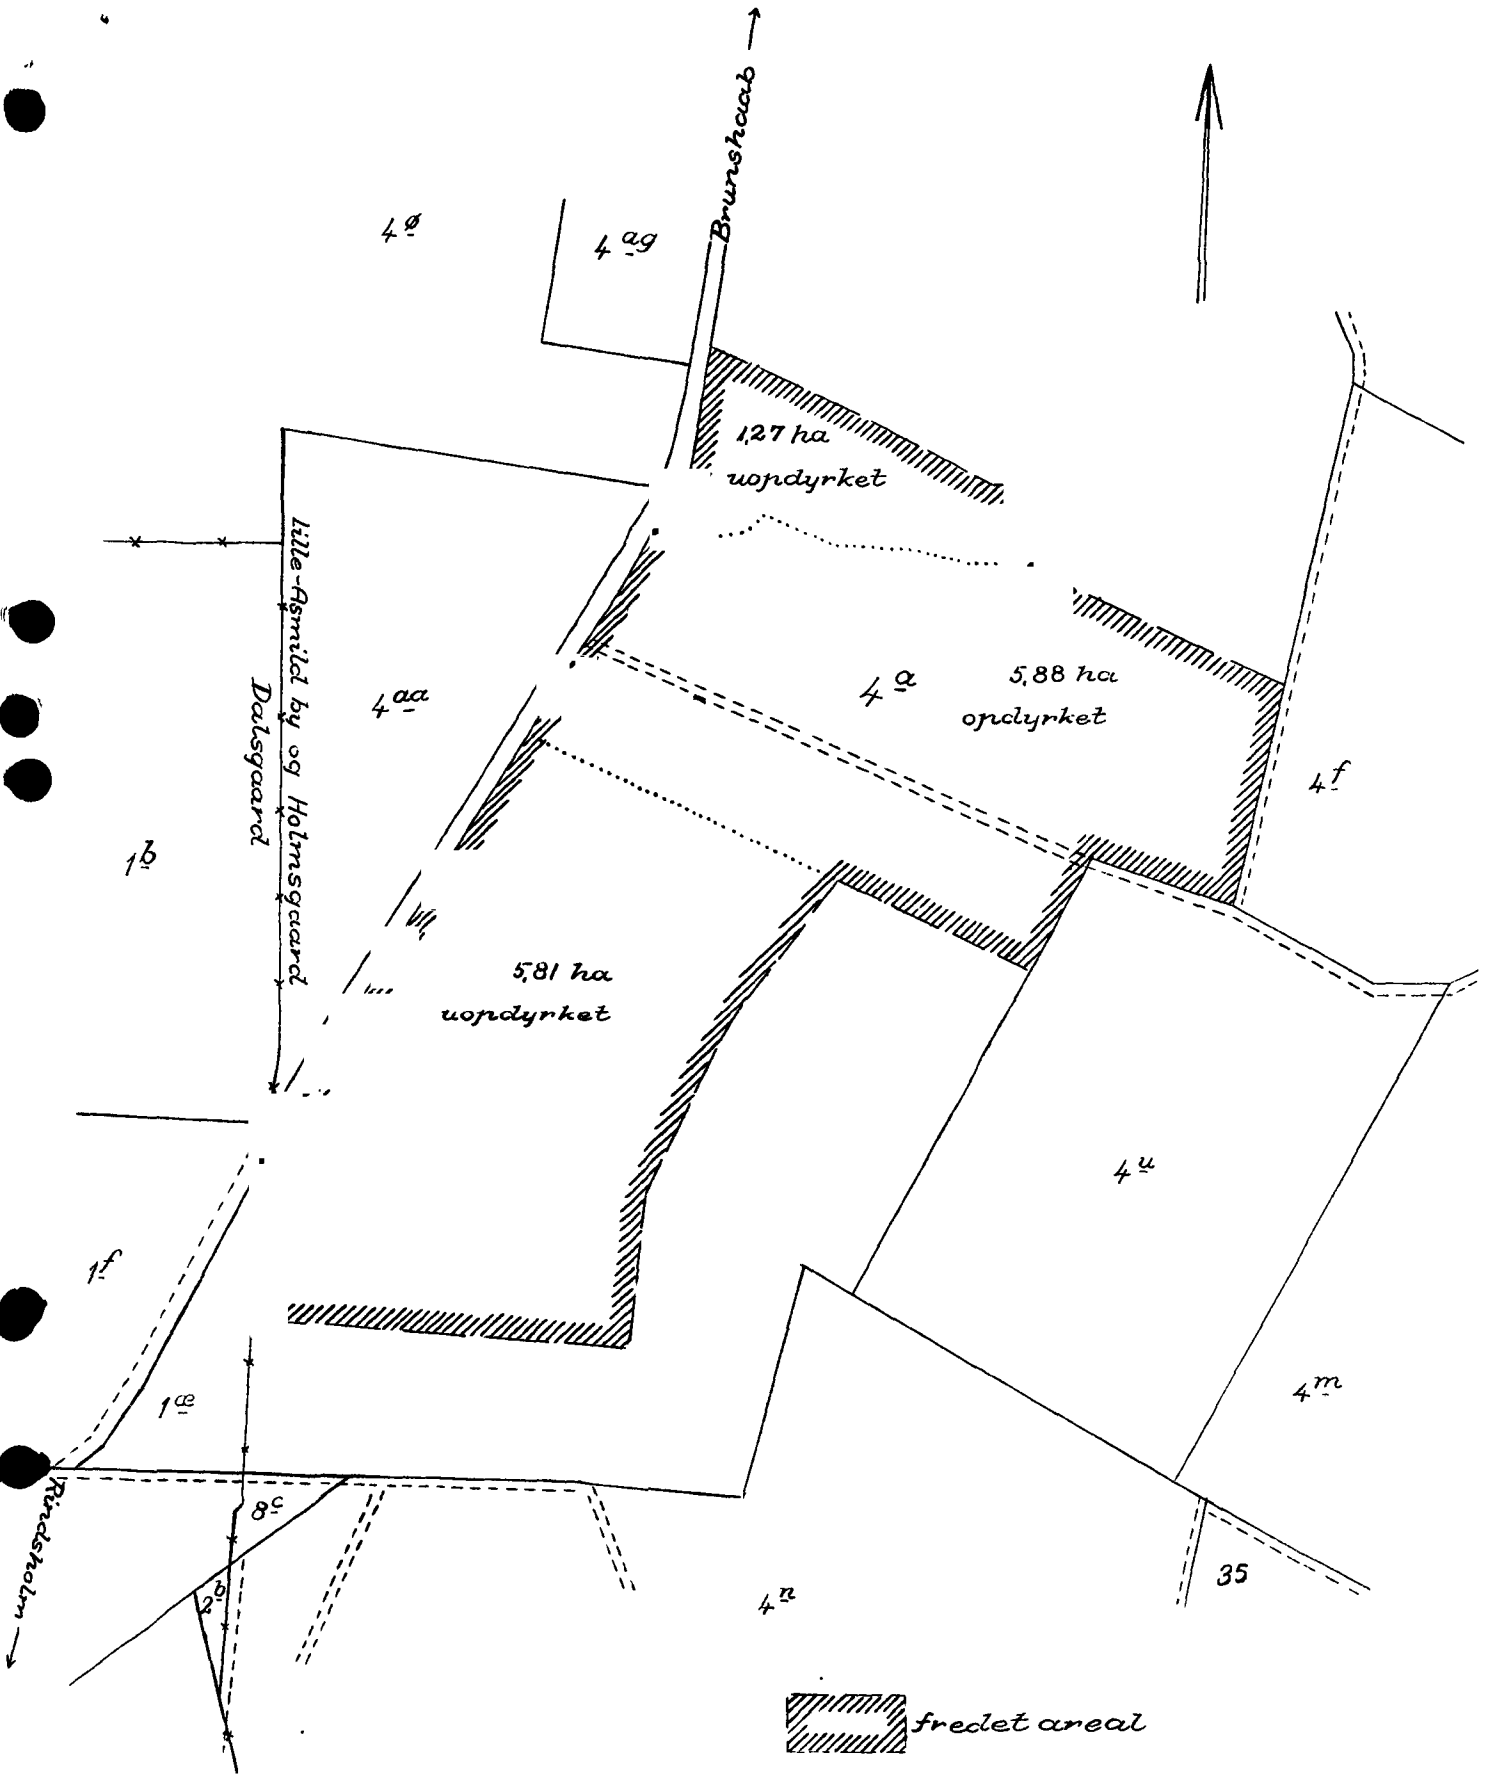 Brunshaab
4ø
4ag
1,27 ha
uopdyrket
Lille-Asmild by og Holmsgaard
Dalsgaard
4aa
4a
5,88 ha
opdyrket
4f
1b
5,81 ha
uopdyrket
4u
1f
1æ
4m
8c
Rindsholm
2b
35
4n
fredet areal